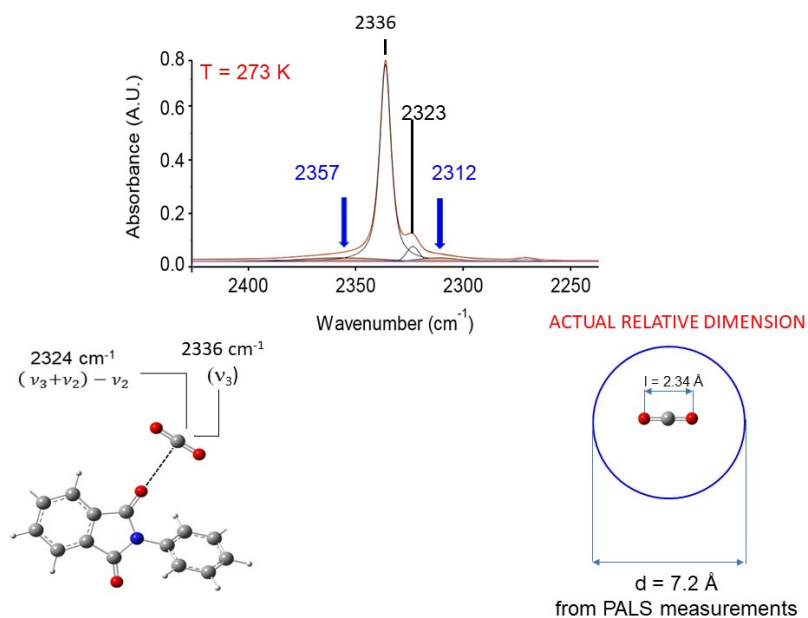 2336
0.8
T = 273 K
0.6
2323
Absorbance (A.U.)
0.4
2357
2312
0.2
0.0
2400
2350
2300
2250
Wavenumber (cm⁻¹)
ACTUAL RELATIVE DIMENSION
2324 cm⁻¹
(ν₃+ν₂) − ν₂
2336 cm⁻¹
(ν₃)
l = 2.34 Å
d = 7.2 Å
from PALS measurements